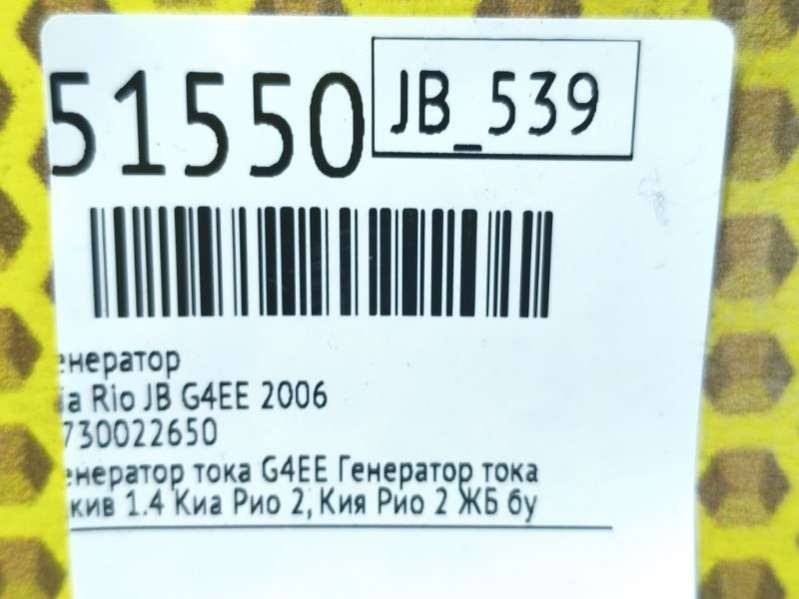 51550
JB_539
енератор
ia Rio JB G4EE 2006
730022650
енератор тока G4EE Генератор тока
кив 1.4 Киа Рио 2, Кия Рио 2 ЖБ бу